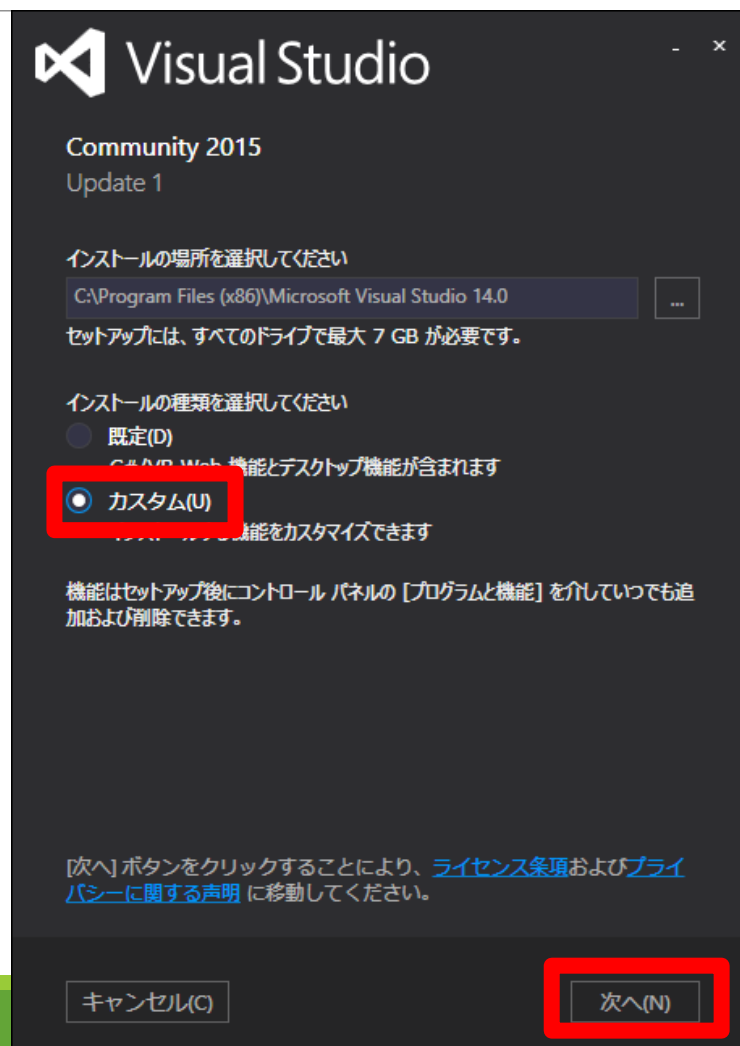 Visual Studio
Community 2015
Update 1
インストールの場所を選択してください
C:\Program Files (x86)\Microsoft Visual Studio 14.0
...
セットアップには、すべてのドライブで最大 7 GB が必要です。
インストールの種類を選択してください
既定(D)
C#/VB Web 機能とデスクトップ機能が含まれます
カスタム(U)
機能をカスタマイズできます
機能はセットアップ後にコントロール パネルの [プログラムと機能] を介していつでも追
加および削除できます。
[次へ] ボタンをクリックすることにより、ライセンス条項およびプライ
バシーに関する声明 に移動してください。
キャンセル(C)
次へ(N)